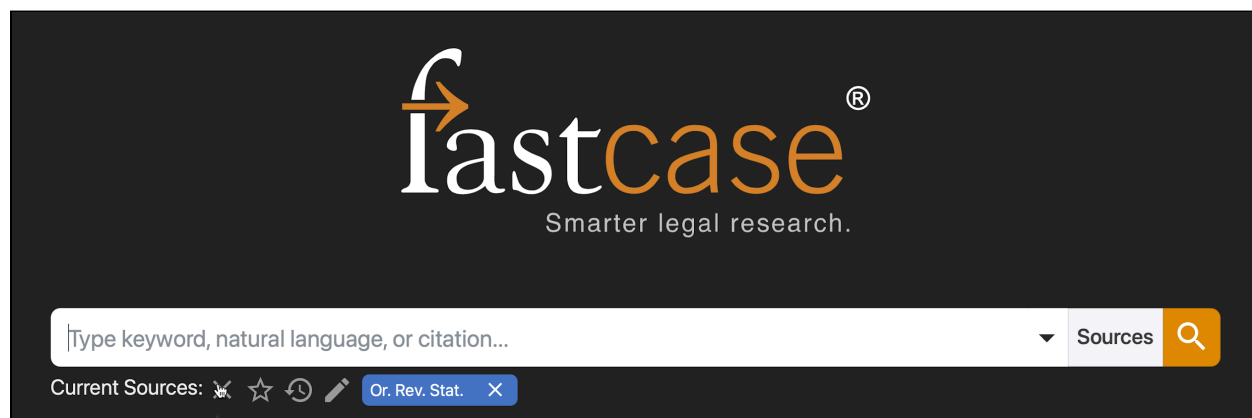 fastcase®
Smarter legal research.
Type keyword, natural language, or citation...
Sources
Current Sources:
Or. Rev. Stat.